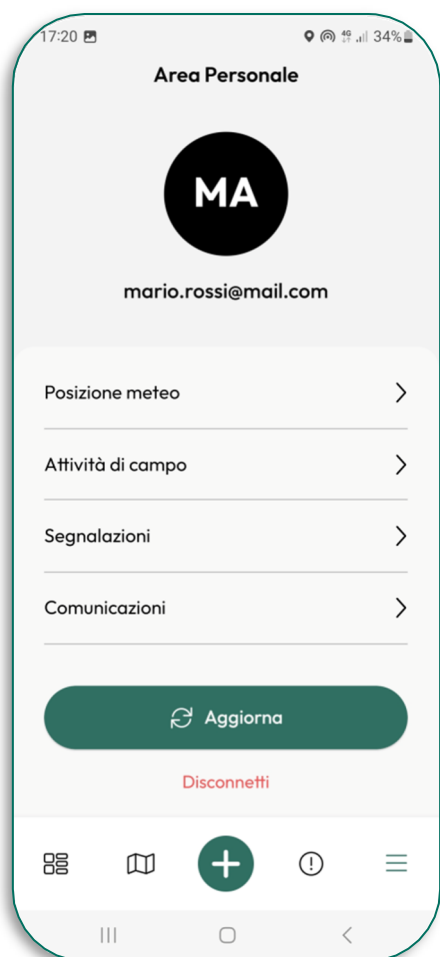 17:20 4G 34%
Area Personale
MA
mario.rossi@mail.com
Posizione meteo
Attività di campo
Segnalazioni
Comunicazioni
Aggiorna
Disconnetti